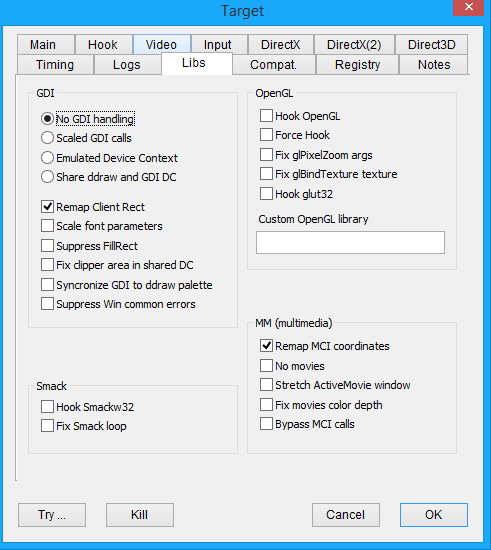 Target
Main Hook Video Input DirectX DirectX(2) Direct3D
Timing Logs Libs Compat. Registry Notes
GDI
No GDI handling
Scaled GDI calls
Emulated Device Context
Share ddraw and GDI DC
Remap Client Rect
Scale font parameters
Suppress FillRect
Fix clipper area in shared DC
Syncronize GDI to ddraw palette
Suppress Win common errors
Smack
Hook Smackw32
Fix Smack loop
OpenGL
Hook OpenGL
Force Hook
Fix glPixelZoom args
Fix glBindTexture texture
Hook glut32
Custom OpenGL library
MM (multimedia)
Remap MCI coordinates
No movies
Stretch ActiveMovie window
Fix movies color depth
Bypass MCI calls
Try ... Kill Cancel OK